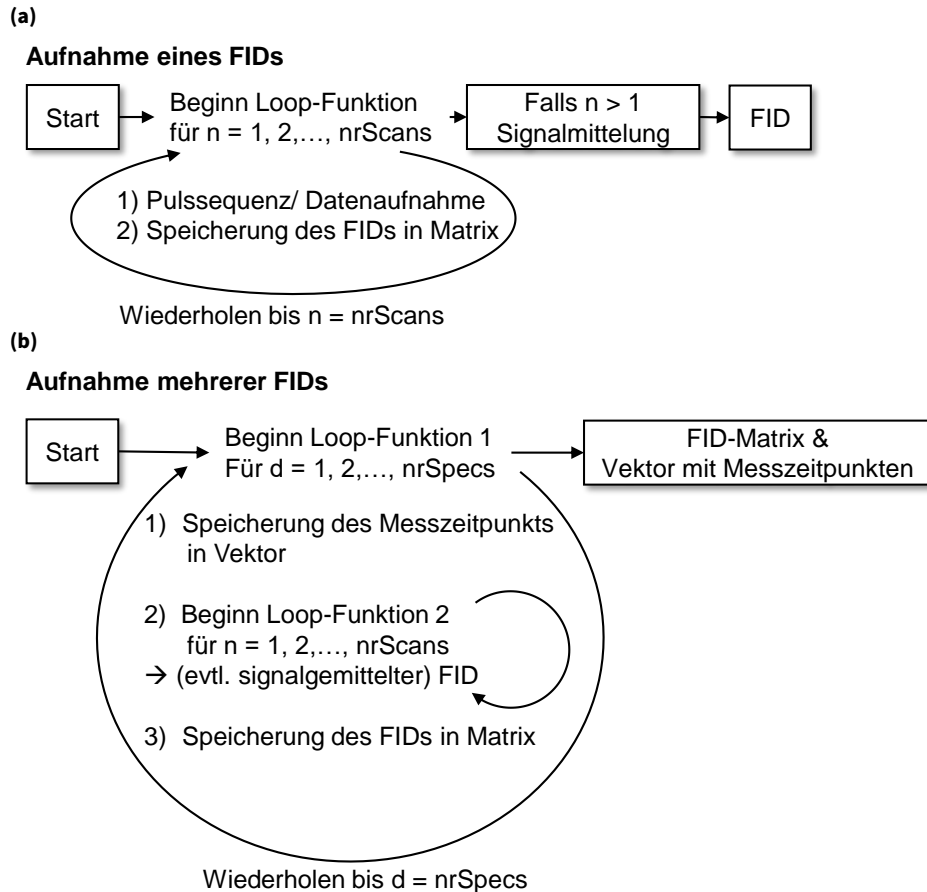 (a)
Aufnahme eines FIDs
Start
Beginn Loop-Funktion
für n = 1, 2,…, nrScans
Falls n > 1
Signalmittelung
FID
1) Pulssequenz/ Datenaufnahme
2) Speicherung des FIDs in Matrix
Wiederholen bis n = nrScans
(b)
Aufnahme mehrerer FIDs
Start
Beginn Loop-Funktion 1
Für d = 1, 2,…, nrSpecs
FID-Matrix &
Vektor mit Messzeitpunkten
1) Speicherung des Messzeitpunkts
in Vektor
2) Beginn Loop-Funktion 2
für n = 1, 2,…, nrScans
→ (evtl. signalgemittelter) FID
3) Speicherung des FIDs in Matrix
Wiederholen bis d = nrSpecs